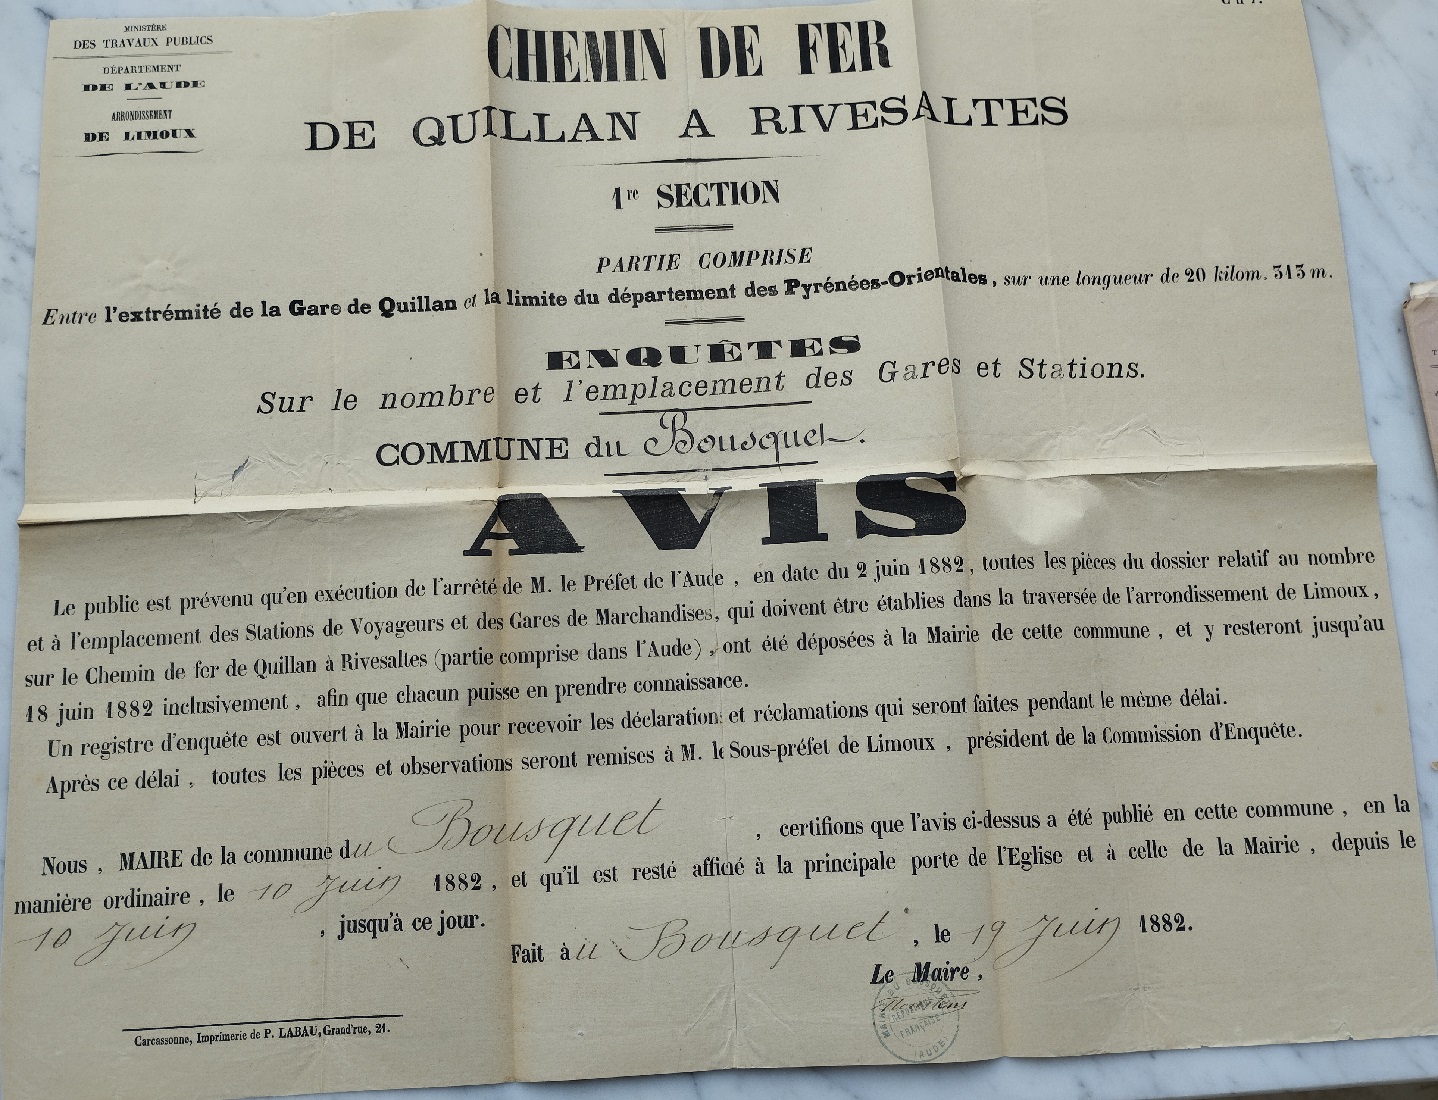 MINISTÈRE
DES TRAVAUX PUBLICS
DÉPARTEMENT
DE L'AUDE
ARRONDISSEMENT
DE LIMOUX
CHEMIN DE FER
DE QUILLAN A RIVESALTES
1re SECTION
PARTIE COMPRISE
Entre l'extrémité de la Gare de Quillan et la limite du département des Pyrénées-Orientales, sur une longueur de 20 kilom. 313 m.
ENQUÊTES
Sur le nombre et l'emplacement des Gares et Stations.
COMMUNE du Bousquet.
AVIS
Le public est prévenu qu'en exécution de l'arrêté de M. le Préfet de l'Aude, en date du 2 juin 1882, toutes les pièces du dossier relatif au nombre
et à l'emplacement des Stations de Voyageurs et des Gares de Marchandises, qui doivent être établies dans la traversée de l'arrondissement de Limoux,
sur le Chemin de fer de Quillan à Rivesaltes (partie comprise dans l'Aude), ont été déposées à la Mairie de cette commune, et y resteront jusqu'au
18 juin 1882 inclusivement, afin que chacun puisse en prendre connaissance.
Un registre d'enquête est ouvert à la Mairie pour recevoir les déclarations et réclamations qui seront faites pendant le même délai.
Après ce délai, toutes les pièces et observations seront remises à M. le Sous-préfet de Limoux, président de la Commission d'Enquête.
Nous, MAIRE de la commune du Bousquet, certifions que l'avis ci-dessus a été publié en cette commune, en la
manière ordinaire, le 10 Juin 1882, et qu'il est resté affiché à la principale porte de l'Eglise et à celle de la Mairie, depuis le
10 Juin, jusqu'à ce jour.
Fait à u Bousquet, le 19 Juin 1882.
Le Maire,
RÉPUBLIQUE FRANÇAISE
(AUDE)
Carcassonne, Imprimerie de P. LABAU, Grand'rue, 21.